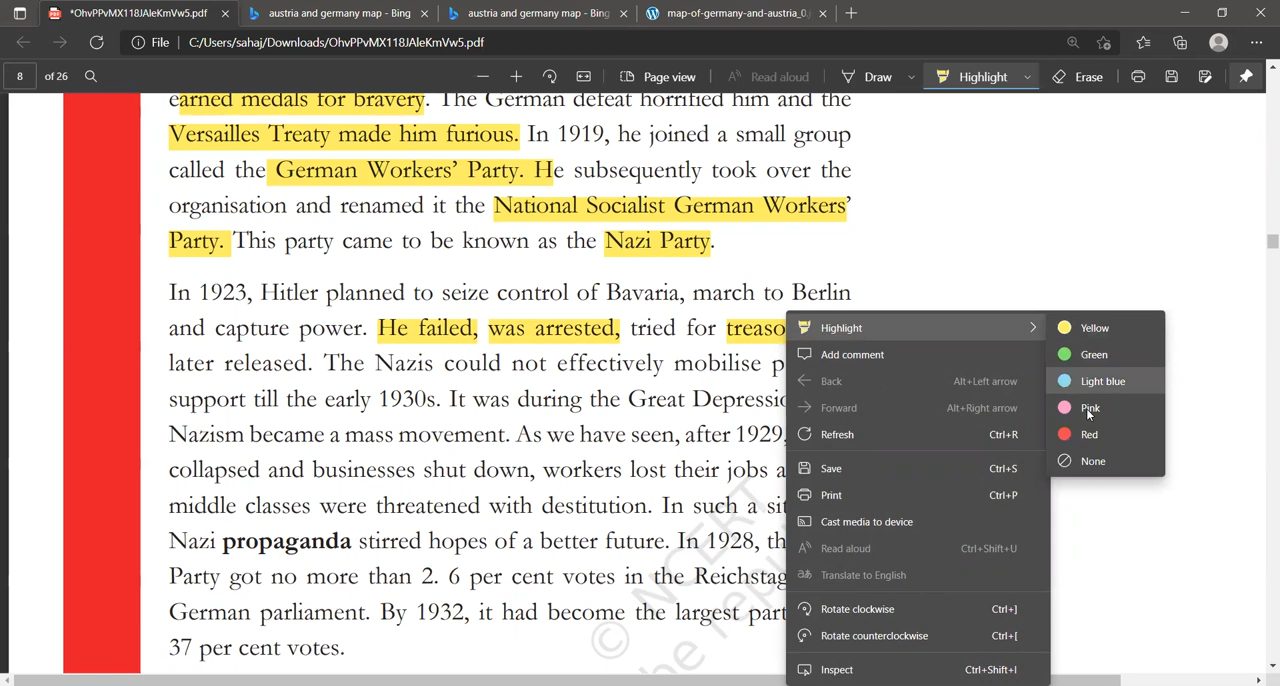 *OhvPPvMX118JAleKmVw5.pdf
austria and germany map - Bing
austria and germany map - Bing
map-of-germany-and-austria_0.
File
C:/Users/sahaj/Downloads/OhvPPvMX118JAleKmVw5.pdf
8 of 26
Page view
Read aloud
Draw
Highlight
Erase
earned medals for bravery. The German defeat horrified him and the
Versailles Treaty made him furious. In 1919, he joined a small group
called the German Workers' Party. He subsequently took over the
organisation and renamed it the National Socialist German Workers'
Party. This party came to be known as the Nazi Party.
In 1923, Hitler planned to seize control of Bavaria, march to Berlin
and capture power. He failed, was arrested, tried for treaso
later released. The Nazis could not effectively mobilise p
support till the early 1930s. It was during the Great Depressio
Nazism became a mass movement. As we have seen, after 1929,
collapsed and businesses shut down, workers lost their jobs a
middle classes were threatened with destitution. In such a sit
Nazi propaganda stirred hopes of a better future. In 1928, th
Party got no more than 2. 6 per cent votes in the Reichstag
German parliament. By 1932, it had become the largest part
37 per cent votes.
© NCERT
be repu
Highlight
Add comment
Back Alt+Left arrow
Forward Alt+Right arrow
Refresh Ctrl+R
Save Ctrl+S
Print Ctrl+P
Cast media to device
Read aloud Ctrl+Shift+U
Translate to English
Rotate clockwise Ctrl+]
Rotate counterclockwise Ctrl+[
Inspect Ctrl+Shift+I
Yellow
Green
Light blue
Pink
Red
None